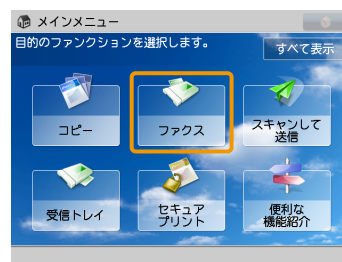 メインメニュー
目的のファンクションを選択します。
すべて表示
コピー
ファクス
スキャンして
送信
受信トレイ
セキュア
プリント
便利な
機能紹介